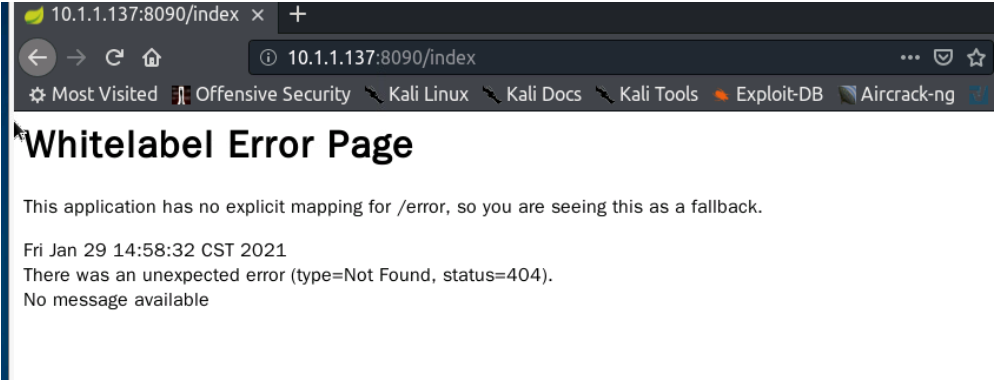 10.1.1.137:8090/index × +
10.1.1.137:8090/index
Most Visited Offensive Security Kali Linux Kali Docs Kali Tools Exploit-DB Aircrack-ng
Whitelabel Error Page
This application has no explicit mapping for /error, so you are seeing this as a fallback.
Fri Jan 29 14:58:32 CST 2021
There was an unexpected error (type=Not Found, status=404).
No message available